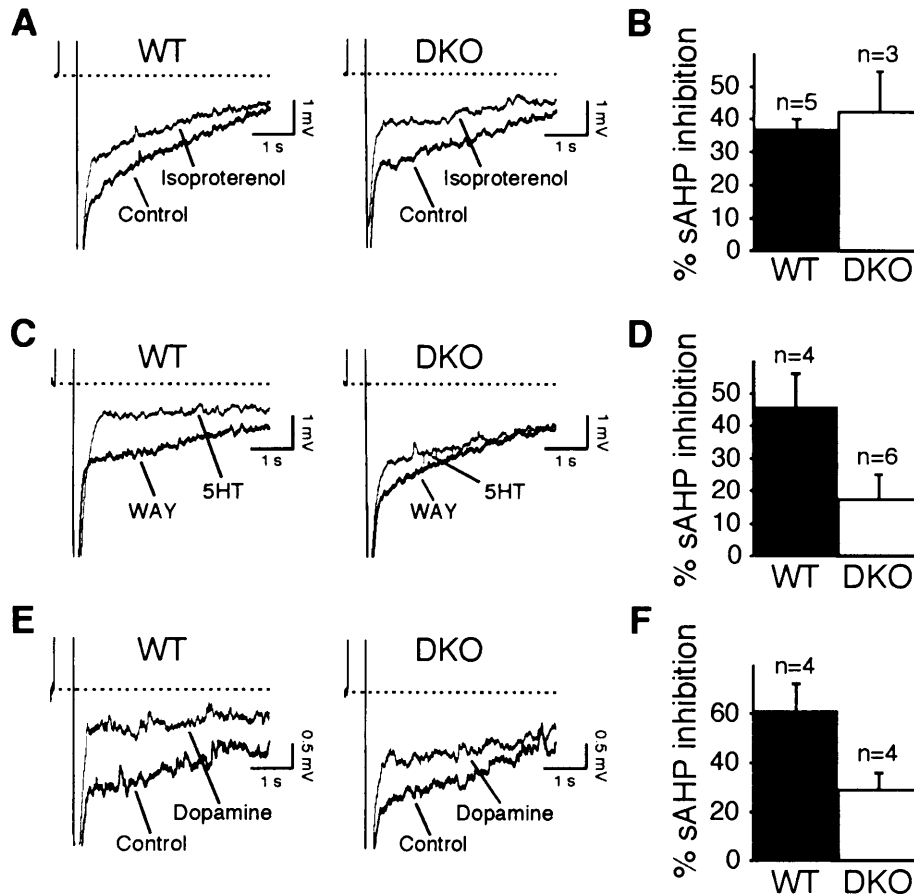 A
WT
DKO
1 mV
1 s
Isoproterenol
Control
1 mV
1 s
Isoproterenol
Control
B
% sAHP inhibition
50
40
30
20
10
0
n=5
n=3
WT
DKO
C
WT
DKO
1 mV
1 s
5HT
WAY
1 mV
1 s
5HT
WAY
D
% sAHP inhibition
50
40
30
20
10
0
n=4
n=6
WT
DKO
E
WT
DKO
0.5 mV
1 s
Dopamine
Control
0.5 mV
1 s
Dopamine
Control
F
% sAHP inhibition
60
40
20
0
n=4
n=4
WT
DKO